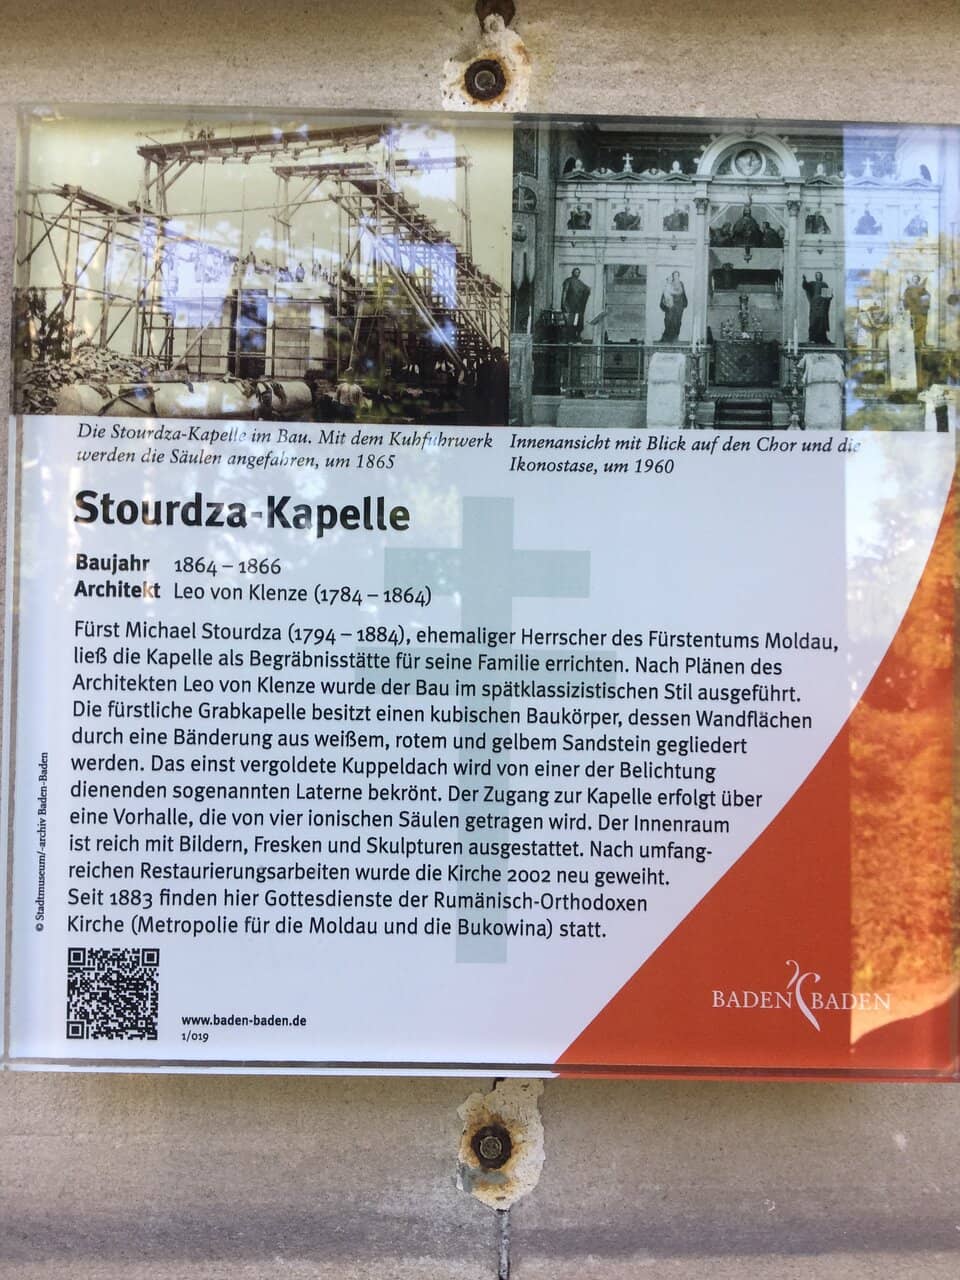 Die Stourdza-Kapelle im Bau. Mit dem Kuhfuhrwerk
werden die Säulen angefahren, um 1865
Innenansicht mit Blick auf den Chor und die
Ikonostase, um 1960
Stourdza-Kapelle
Baujahr 1864 – 1866
Architekt Leo von Klenze (1784 – 1864)
Fürst Michael Stourdza (1794 – 1884), ehemaliger Herrscher des Fürstentums Moldau,
ließ die Kapelle als Begräbnisstätte für seine Familie errichten. Nach Plänen des
Architekten Leo von Klenze wurde der Bau im spätklassizistischen Stil ausgeführt.
Die fürstliche Grabkapelle besitzt einen kubischen Baukörper, dessen Wandflächen
durch eine Bänderung aus weißem, rotem und gelbem Sandstein gegliedert
werden. Das einst vergoldete Kuppeldach wird von einer der Belichtung
dienenden sogenannten Laterne bekrönt. Der Zugang zur Kapelle erfolgt über
eine Vorhalle, die von vier ionischen Säulen getragen wird. Der Innenraum
ist reich mit Bildern, Fresken und Skulpturen ausgestattet. Nach umfang-
reichen Restaurierungsarbeiten wurde die Kirche 2002 neu geweiht.
Seit 1883 finden hier Gottesdienste der Rumänisch-Orthodoxen
Kirche (Metropolie für die Moldau und die Bukowina) statt.
© Stadtmuseum/-archiv Baden-Baden
www.baden-baden.de
1/019
BADEN BADEN